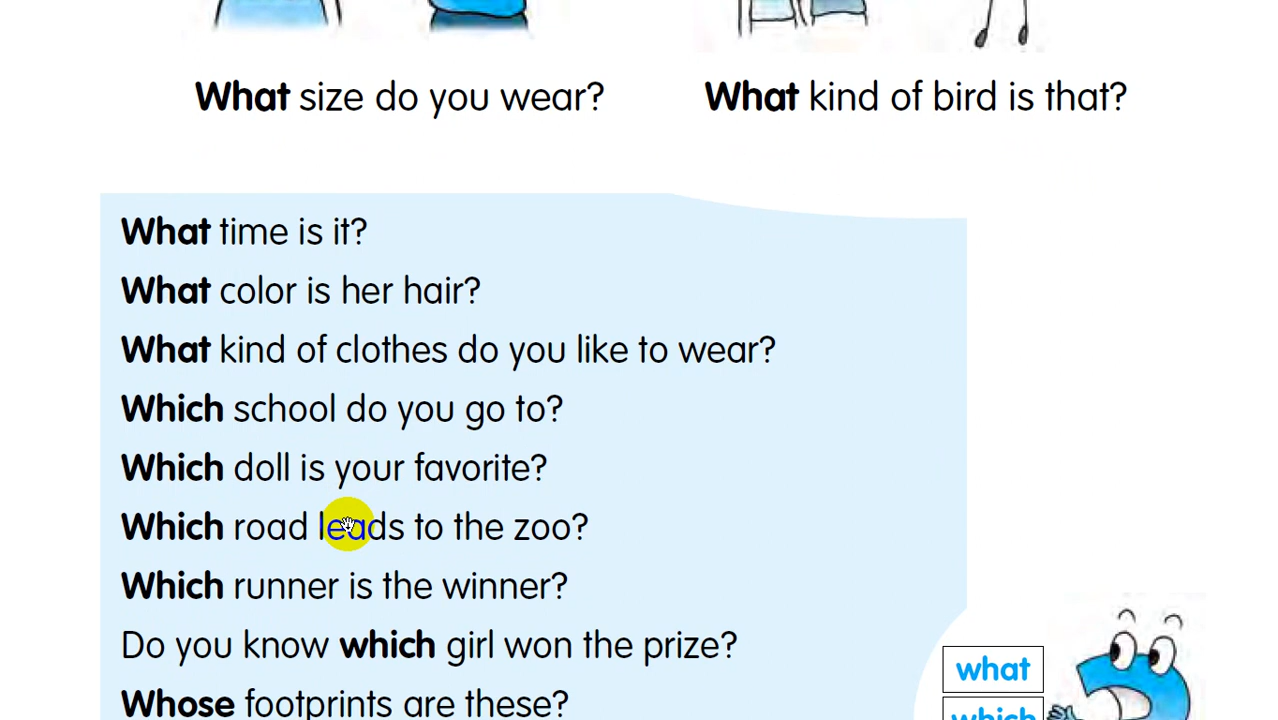 What size do you wear?
What kind of bird is that?
What time is it?
What color is her hair?
What kind of clothes do you like to wear?
Which school do you go to?
Which doll is your favorite?
Which road leads to the zoo?
Which runner is the winner?
Do you know which girl won the prize?
Whose footprints are these?
what
which